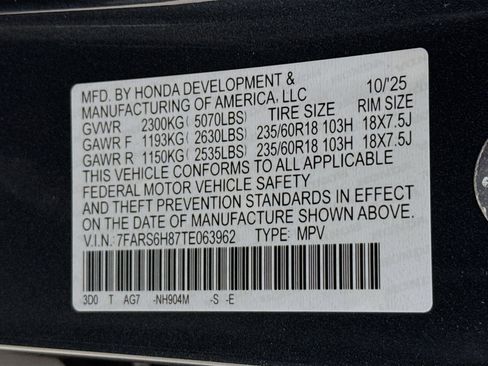 MFD. BY HONDA DEVELOPMENT &
MANUFACTURING OF AMERICA, LLC 10/'25
GVWR 2300KG( 5070LBS) TIRE SIZE RIM SIZE
GAWR F 1193KG( 2630LBS) 235/60R18 103H 18X7.5J
GAWR R 1150KG( 2535LBS) 235/60R18 103H 18X7.5J
THIS VEHICLE CONFORMS TO ALL APPLICABLE
FEDERAL MOTOR VEHICLE SAFETY
AND THEFT PREVENTION STANDARDS IN EFFECT
ON THE DATE OF MANUFACTURE SHOWN ABOVE.
V.I.N: 7FARS6H87TE063962 TYPE: MPV
3D0 T AG7 -NH904M -S -E